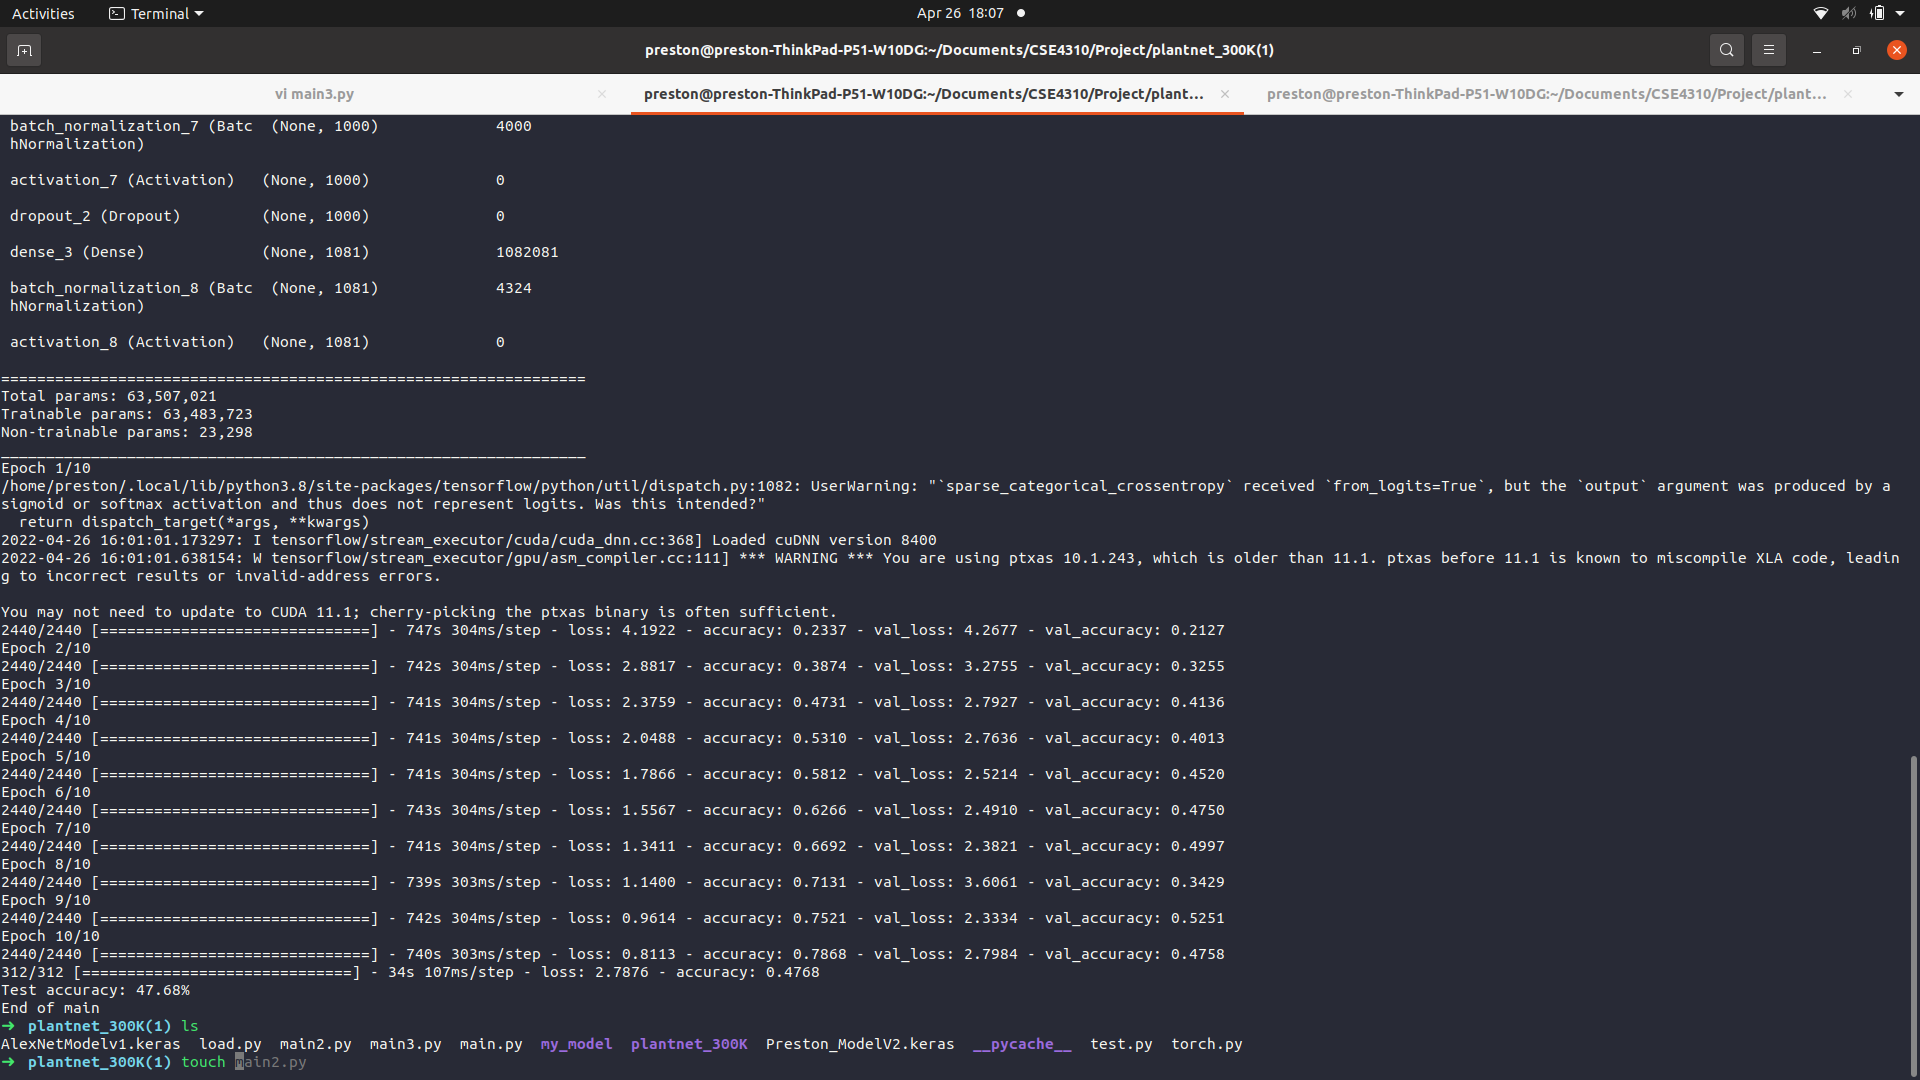 Activities Terminal Apr 26 18:07
preston@preston-ThinkPad-P51-W10DG:~/Documents/CSE4310/Project/plantnet_300K(1)
vi main3.py preston@preston-ThinkPad-P51-W10DG:~/Documents/CSE4310/Project/plant... preston@preston-ThinkPad-P51-W10DG:~/Documents/CSE4310/Project/plant...
batch_normalization_7 (Batc (None, 1000) 4000
hNormalization)
activation_7 (Activation) (None, 1000) 0
dropout_2 (Dropout) (None, 1000) 0
dense_3 (Dense) (None, 1081) 1082081
batch_normalization_8 (Batc (None, 1081) 4324
hNormalization)
activation_8 (Activation) (None, 1081) 0
=================================================================
Total params: 63,507,021
Trainable params: 63,483,723
Non-trainable params: 23,298
_________________________________________________________________
Epoch 1/10
/home/preston/.local/lib/python3.8/site-packages/tensorflow/python/util/dispatch.py:1082: UserWarning: "`sparse_categorical_crossentropy` received `from_logits=True`, but the `output` argument was produced by a
sigmoid or softmax activation and thus does not represent logits. Was this intended?"
return dispatch_target(*args, **kwargs)
2022-04-26 16:01:01.173297: I tensorflow/stream_executor/cuda/cuda_dnn.cc:368] Loaded cuDNN version 8400
2022-04-26 16:01:01.638154: W tensorflow/stream_executor/gpu/asm_compiler.cc:111] *** WARNING *** You are using ptxas 10.1.243, which is older than 11.1. ptxas before 11.1 is known to miscompile XLA code, leadin
g to incorrect results or invalid-address errors.
You may not need to update to CUDA 11.1; cherry-picking the ptxas binary is often sufficient.
2440/2440 [==============================] - 747s 304ms/step - loss: 4.1922 - accuracy: 0.2337 - val_loss: 4.2677 - val_accuracy: 0.2127
Epoch 2/10
2440/2440 [==============================] - 742s 304ms/step - loss: 2.8817 - accuracy: 0.3874 - val_loss: 3.2755 - val_accuracy: 0.3255
Epoch 3/10
2440/2440 [==============================] - 741s 304ms/step - loss: 2.3759 - accuracy: 0.4731 - val_loss: 2.7927 - val_accuracy: 0.4136
Epoch 4/10
2440/2440 [==============================] - 741s 304ms/step - loss: 2.0488 - accuracy: 0.5310 - val_loss: 2.7636 - val_accuracy: 0.4013
Epoch 5/10
2440/2440 [==============================] - 741s 304ms/step - loss: 1.7866 - accuracy: 0.5812 - val_loss: 2.5214 - val_accuracy: 0.4520
Epoch 6/10
2440/2440 [==============================] - 743s 304ms/step - loss: 1.5567 - accuracy: 0.6266 - val_loss: 2.4910 - val_accuracy: 0.4750
Epoch 7/10
2440/2440 [==============================] - 741s 304ms/step - loss: 1.3411 - accuracy: 0.6692 - val_loss: 2.3821 - val_accuracy: 0.4997
Epoch 8/10
2440/2440 [==============================] - 739s 303ms/step - loss: 1.1400 - accuracy: 0.7131 - val_loss: 3.6061 - val_accuracy: 0.3429
Epoch 9/10
2440/2440 [==============================] - 742s 304ms/step - loss: 0.9614 - accuracy: 0.7521 - val_loss: 2.3334 - val_accuracy: 0.5251
Epoch 10/10
2440/2440 [==============================] - 740s 303ms/step - loss: 0.8113 - accuracy: 0.7868 - val_loss: 2.7984 - val_accuracy: 0.4758
312/312 [==============================] - 34s 107ms/step - loss: 2.7876 - accuracy: 0.4768
Test accuracy: 47.68%
End of main
➜ plantnet_300K(1) ls
AlexNetModelv1.keras load.py main2.py main3.py main.py my_model plantnet_300K Preston_ModelV2.keras __pycache__ test.py torch.py
➜ plantnet_300K(1) touch main2.py